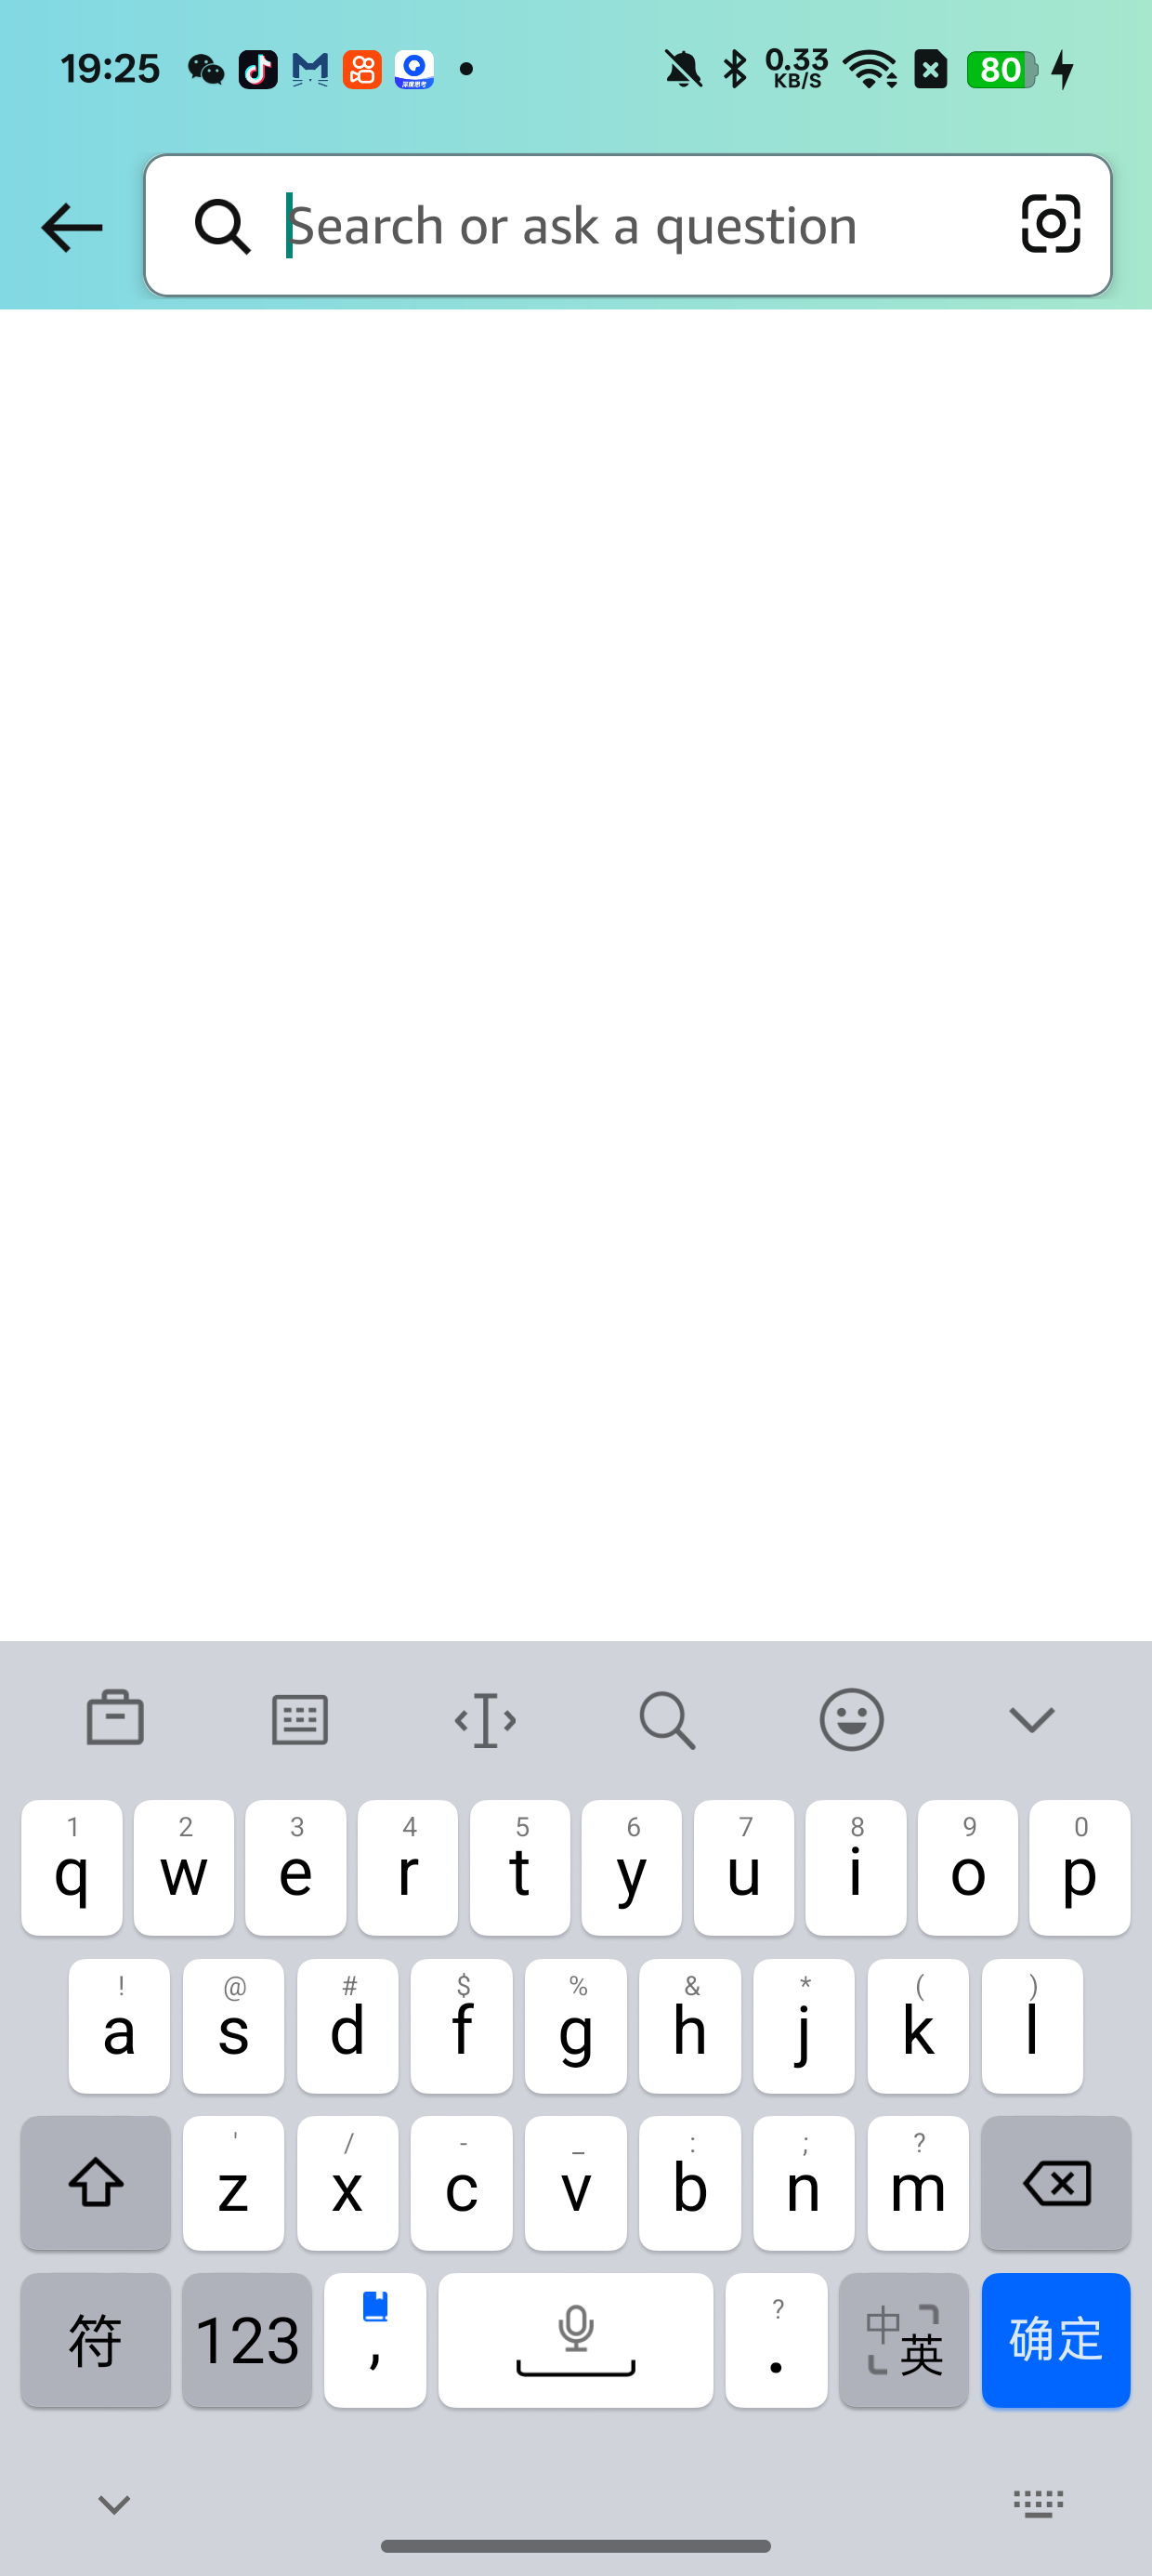 19:25 0.33 KB/S 80
Search or ask a question
1 2 3 4 5 6 7 8 9 0
q w e r t y u i o p
! @ # $ % & * ( )
a s d f g h j k l
' / - _ : ; ?
z x c v b n m
符 123 , ? . 中 英 确定